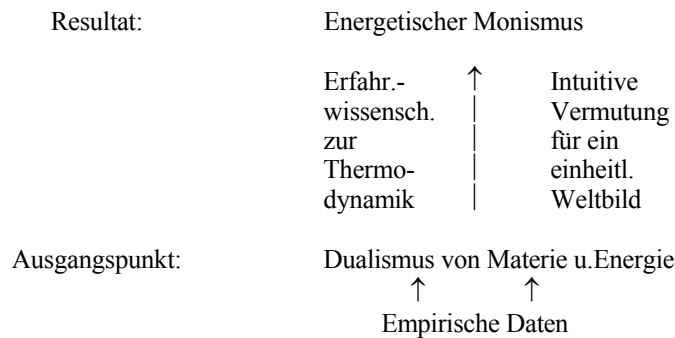 Resultat: Energetischer Monismus
Erfahr.- ↑ Intuitive
wissensch. | Vermutung
zur | für ein
Thermo- | einheitl.
dynamik | Weltbild
Ausgangspunkt: Dualismus von Materie u.Energie
↑ ↑
Empirische Daten